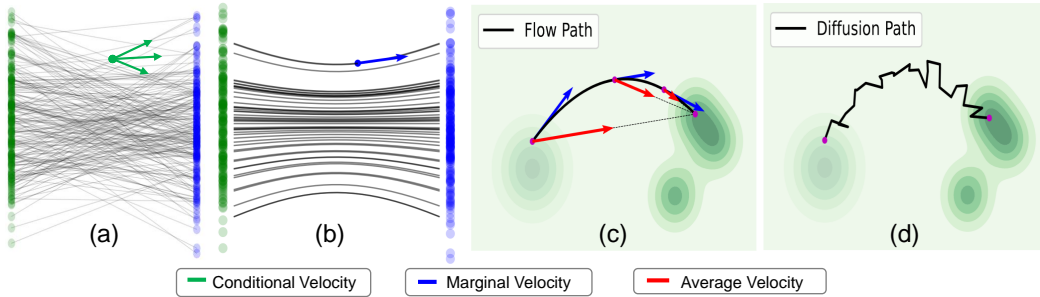 Flow Path
Diffusion Path
(a)
(b)
(c)
(d)
Conditional Velocity
Marginal Velocity
Average Velocity